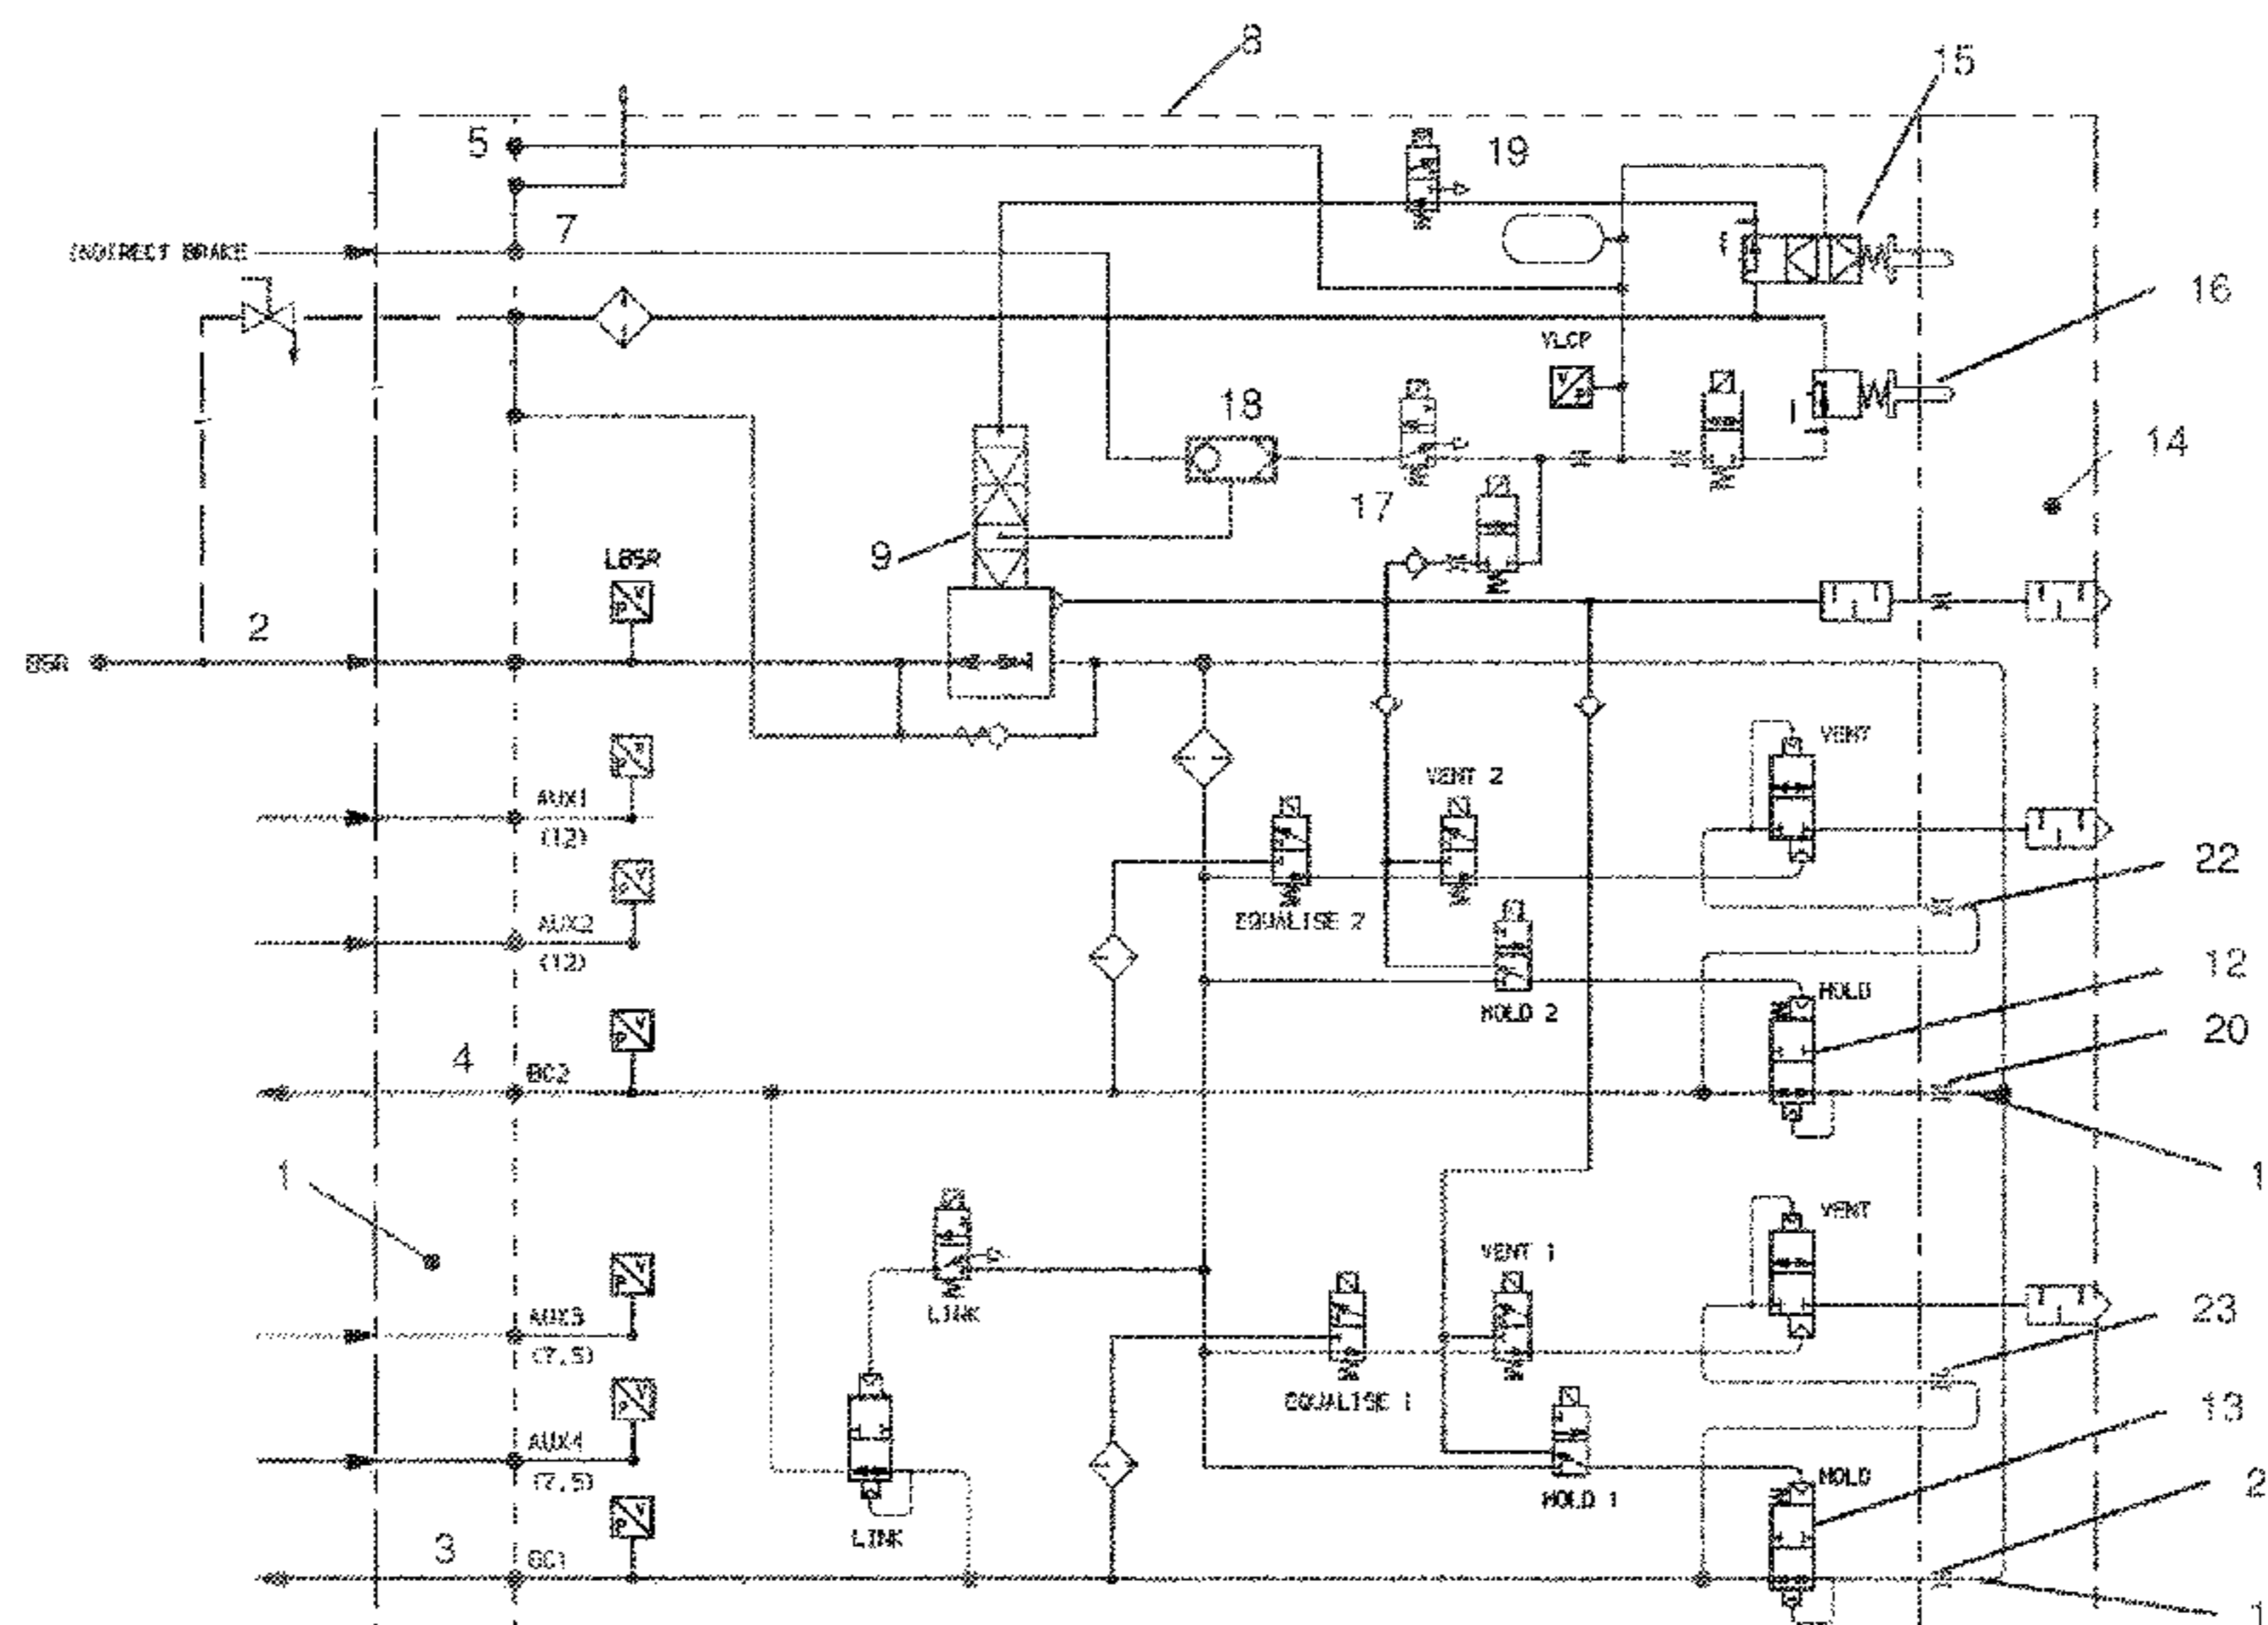 8
15
5
19
7
INDIRECT BRAKE
16
VLCP
18
14
17
9
LBSR
2
BSR
VENT
VENT 2
AUX1
(12)
22
EQUALISE 2
AUX2
(12)
12
HOLD
HOLD 2
20
4
BC2
1
1
VENT
VENT 1
LINK
AUX3
(7,5)
23
EQUALISE 1
13
AUX4
(7,5)
HOLD
2
HOLD 1
LINK
3
BC1
1